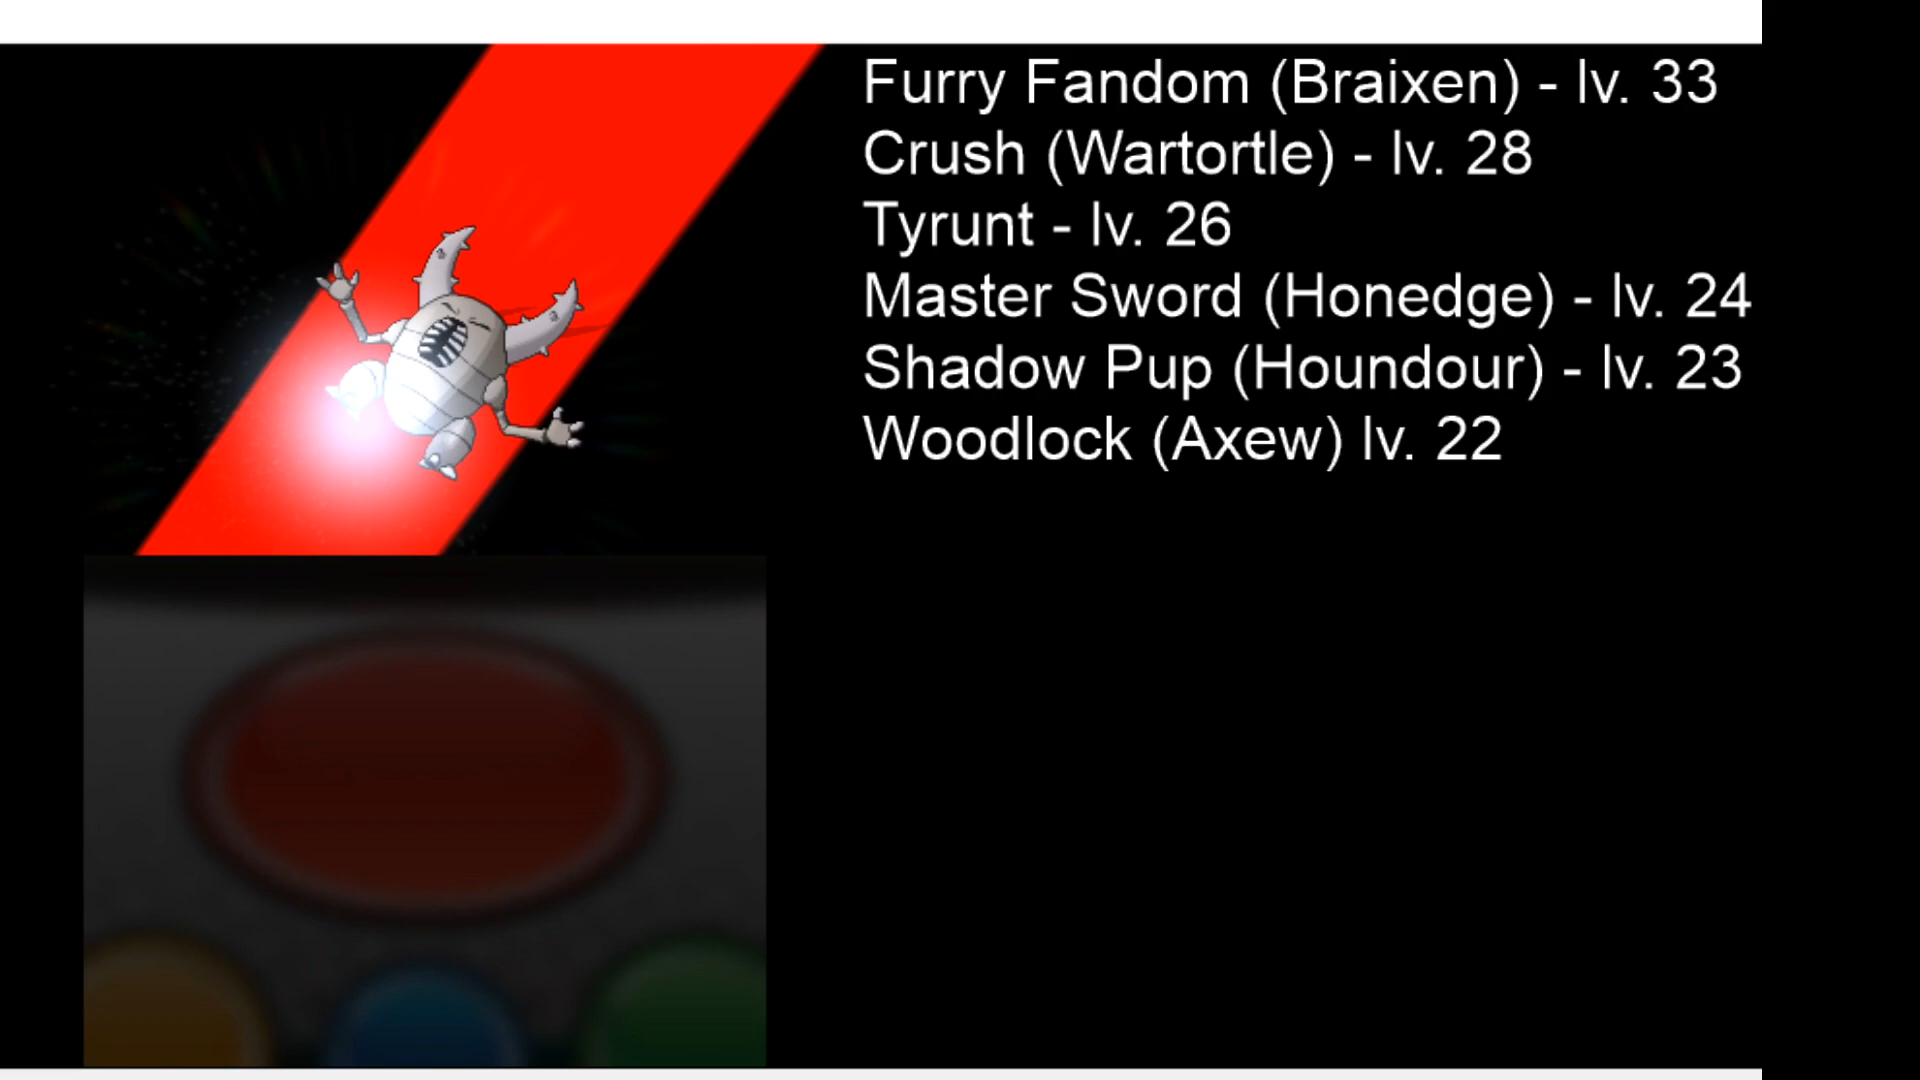 Furry Fandom (Braixen) - lv. 33
Crush (Wartortle) - lv. 28
Tyrunt - lv. 26
Master Sword (Honedge) - lv. 24
Shadow Pup (Houndour) - lv. 23
Woodlock (Axew) lv. 22